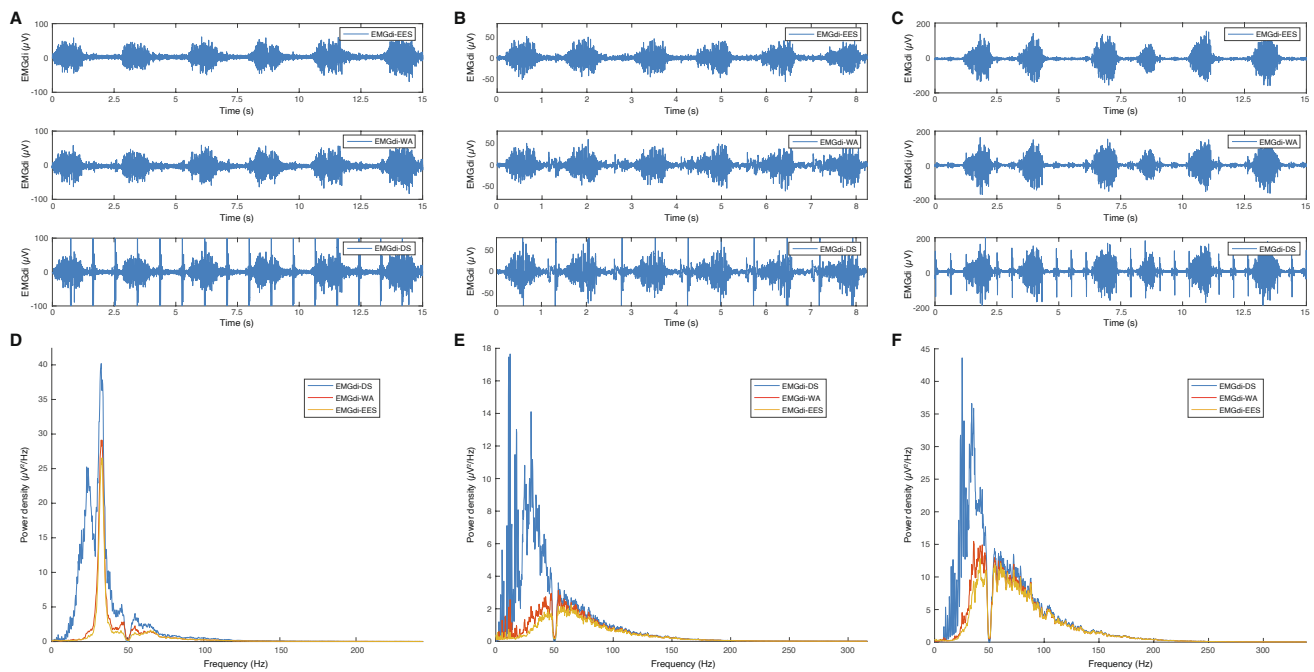 A
EMGdi (µV)
100
0
-100
EMGdi-EES
0 2.5 5 7.5 10 12.5 15
Time (s)
EMGdi (µV)
100
0
-100
EMGdi-WA
0 2.5 5 7.5 10 12.5 15
Time (s)
EMGdi (µV)
100
50
0
-50
-100
EMGdi-DS
0 2.5 5 7.5 10 12.5 15
Time (s)
B
EMGdi (µV)
50
0
-50
EMGdi-EES
0 1 2 3 4 5 6 7 8
Time (s)
EMGdi (µV)
50
0
-50
EMGdi-WA
0 1 2 3 4 5 6 7 8
Time (s)
EMGdi (µV)
50
0
-50
EMGdi-DS
0 1 2 3 4 5 6 7 8
Time (s)
C
EMGdi (µV)
200
0
-200
EMGdi-EES
0 2.5 5 7.5 10 12.5 15
Time (s)
EMGdi (µV)
200
0
-200
EMGdi-WA
0 2.5 5 7.5 10 12.5 15
Time (s)
EMGdi (µV)
200
0
-200
EMGdi-DS
0 2.5 5 7.5 10 12.5 15
Time (s)
D
Power density (µV²/Hz)
40
35
30
25
20
15
10
5
0
EMGdi-DS
EMGdi-WA
EMGdi-EES
0 50 100 150 200
Frequency (Hz)
E
Power density (µV²/Hz)
18
16
14
12
10
8
6
4
2
0
EMGdi-DS
EMGdi-WA
EMGdi-EES
0 50 100 150 200 250 300
Frequency (Hz)
F
Power density (µV²/Hz)
45
40
35
30
25
20
15
10
5
0
EMGdi-DS
EMGdi-WA
EMGdi-EES
0 50 100 150 200 250 300
Frequency (Hz)